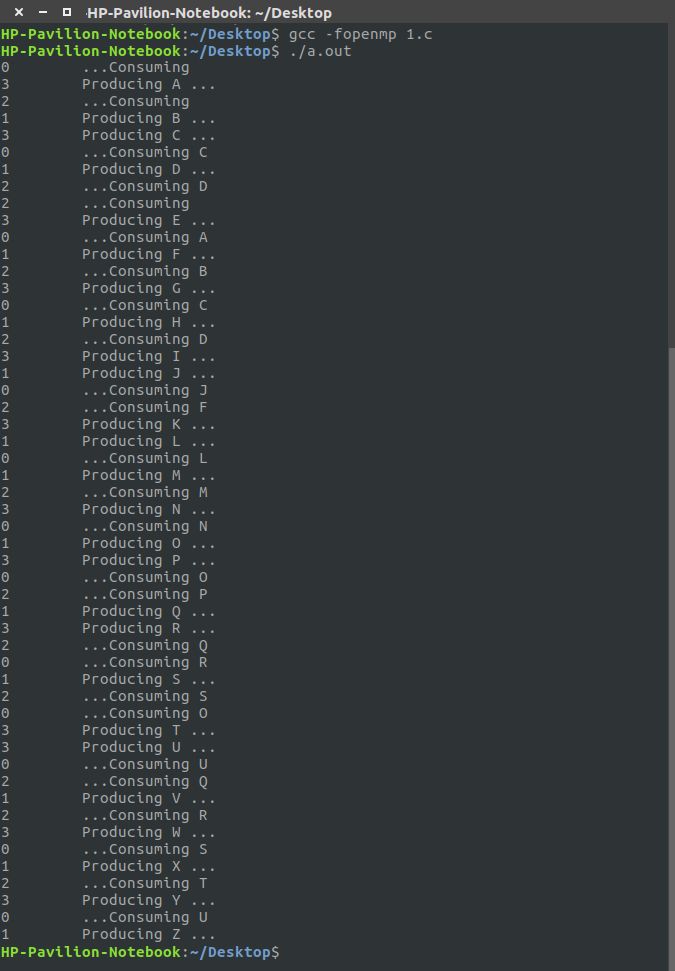 HP-Pavilion-Notebook: ~/Desktop
HP-Pavilion-Notebook:~/Desktop$ gcc -fopenmp 1.c
HP-Pavilion-Notebook:~/Desktop$ ./a.out
0 ...Consuming
3 Producing A ...
2 ...Consuming
1 Producing B ...
3 Producing C ...
0 ...Consuming C
1 Producing D ...
2 ...Consuming D
2 ...Consuming
3 Producing E ...
0 ...Consuming A
1 Producing F ...
2 ...Consuming B
3 Producing G ...
0 ...Consuming C
1 Producing H ...
2 ...Consuming D
3 Producing I ...
1 Producing J ...
0 ...Consuming J
2 ...Consuming F
3 Producing K ...
1 Producing L ...
0 ...Consuming L
1 Producing M ...
2 ...Consuming M
3 Producing N ...
0 ...Consuming N
1 Producing O ...
3 Producing P ...
0 ...Consuming O
2 ...Consuming P
1 Producing Q ...
3 Producing R ...
2 ...Consuming Q
0 ...Consuming R
1 Producing S ...
2 ...Consuming S
0 ...Consuming O
3 Producing T ...
3 Producing U ...
0 ...Consuming U
2 ...Consuming Q
1 Producing V ...
2 ...Consuming R
3 Producing W ...
0 ...Consuming S
1 Producing X ...
2 ...Consuming T
3 Producing Y ...
0 ...Consuming U
1 Producing Z ...
HP-Pavilion-Notebook:~/Desktop$